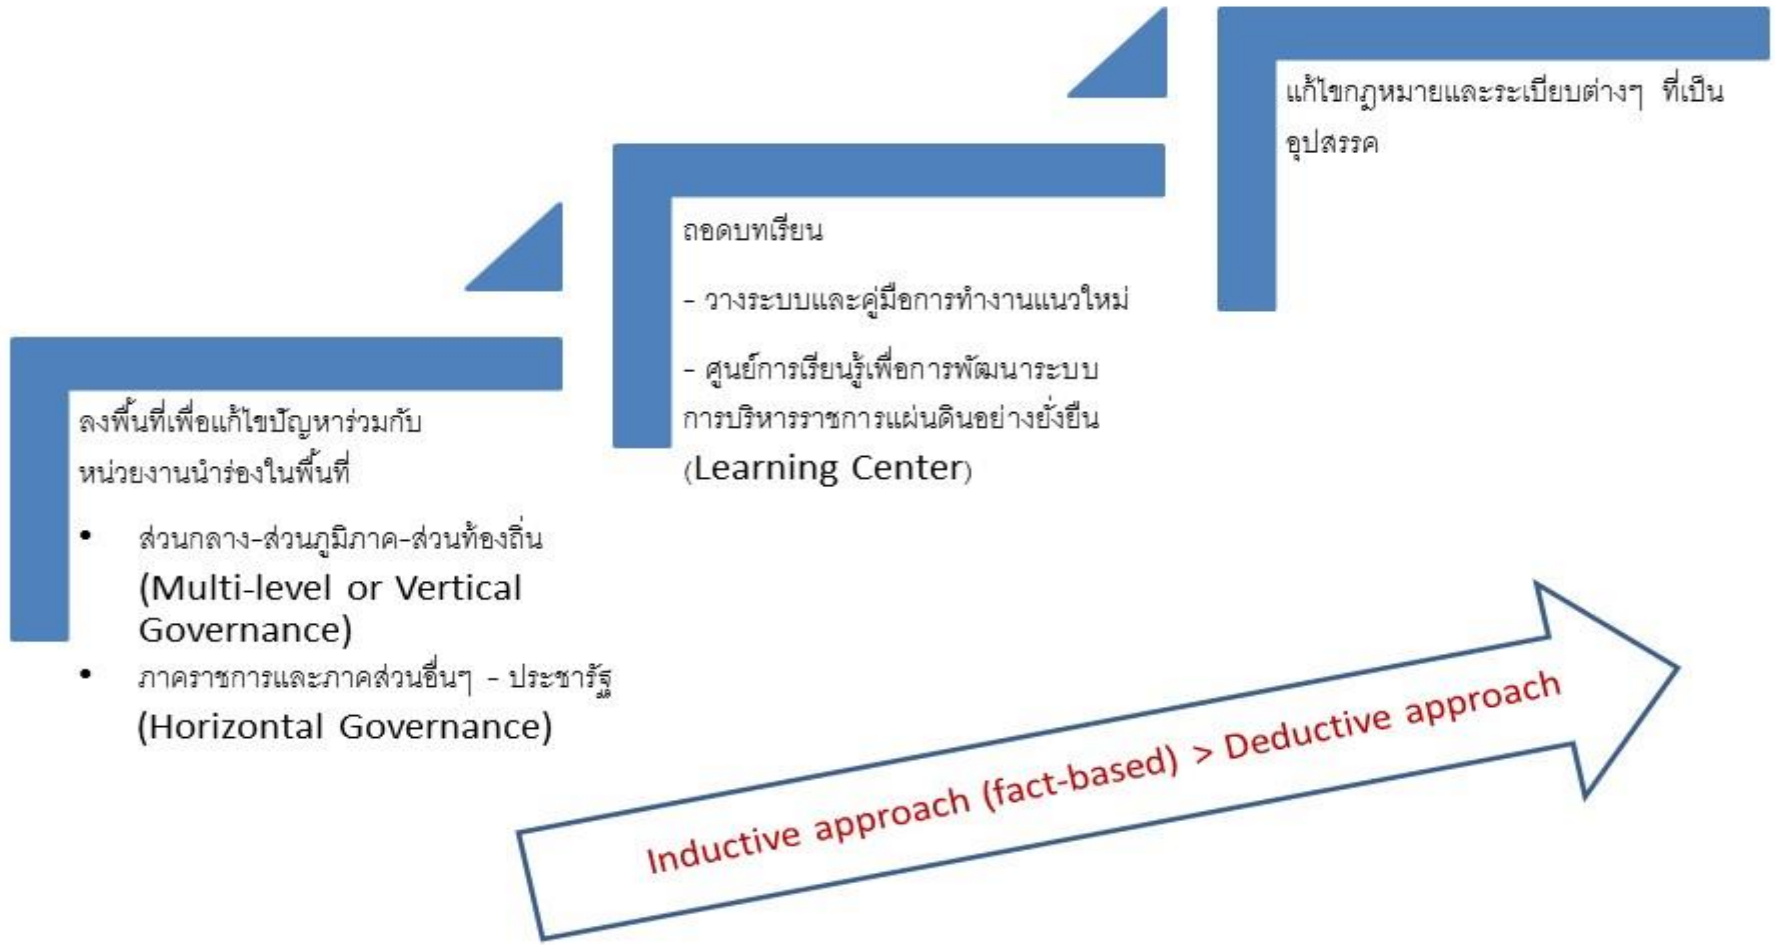 แก้ไขกฎหมายและระเบียบต่างๆ ที่เป็น
อุปสรรค
ถอดบทเรียน
- วางระบบและคู่มือการทำงานแนวใหม่
- ศูนย์การเรียนรู้เพื่อการพัฒนาระบบ
การบริหารราชการแผ่นดินอย่างยั่งยืน
(Learning Center)
ลงพื้นที่เพื่อแก้ไขปัญหาร่วมกับ
หน่วยงานนำร่องในพื้นที่
• ส่วนกลาง-ส่วนภูมิภาค-ส่วนท้องถิ่น
(Multi-level or Vertical
Governance)
• ภาคราชการและภาคส่วนอื่นๆ - ประชารัฐ
(Horizontal Governance)
Inductive approach (fact-based) > Deductive approach